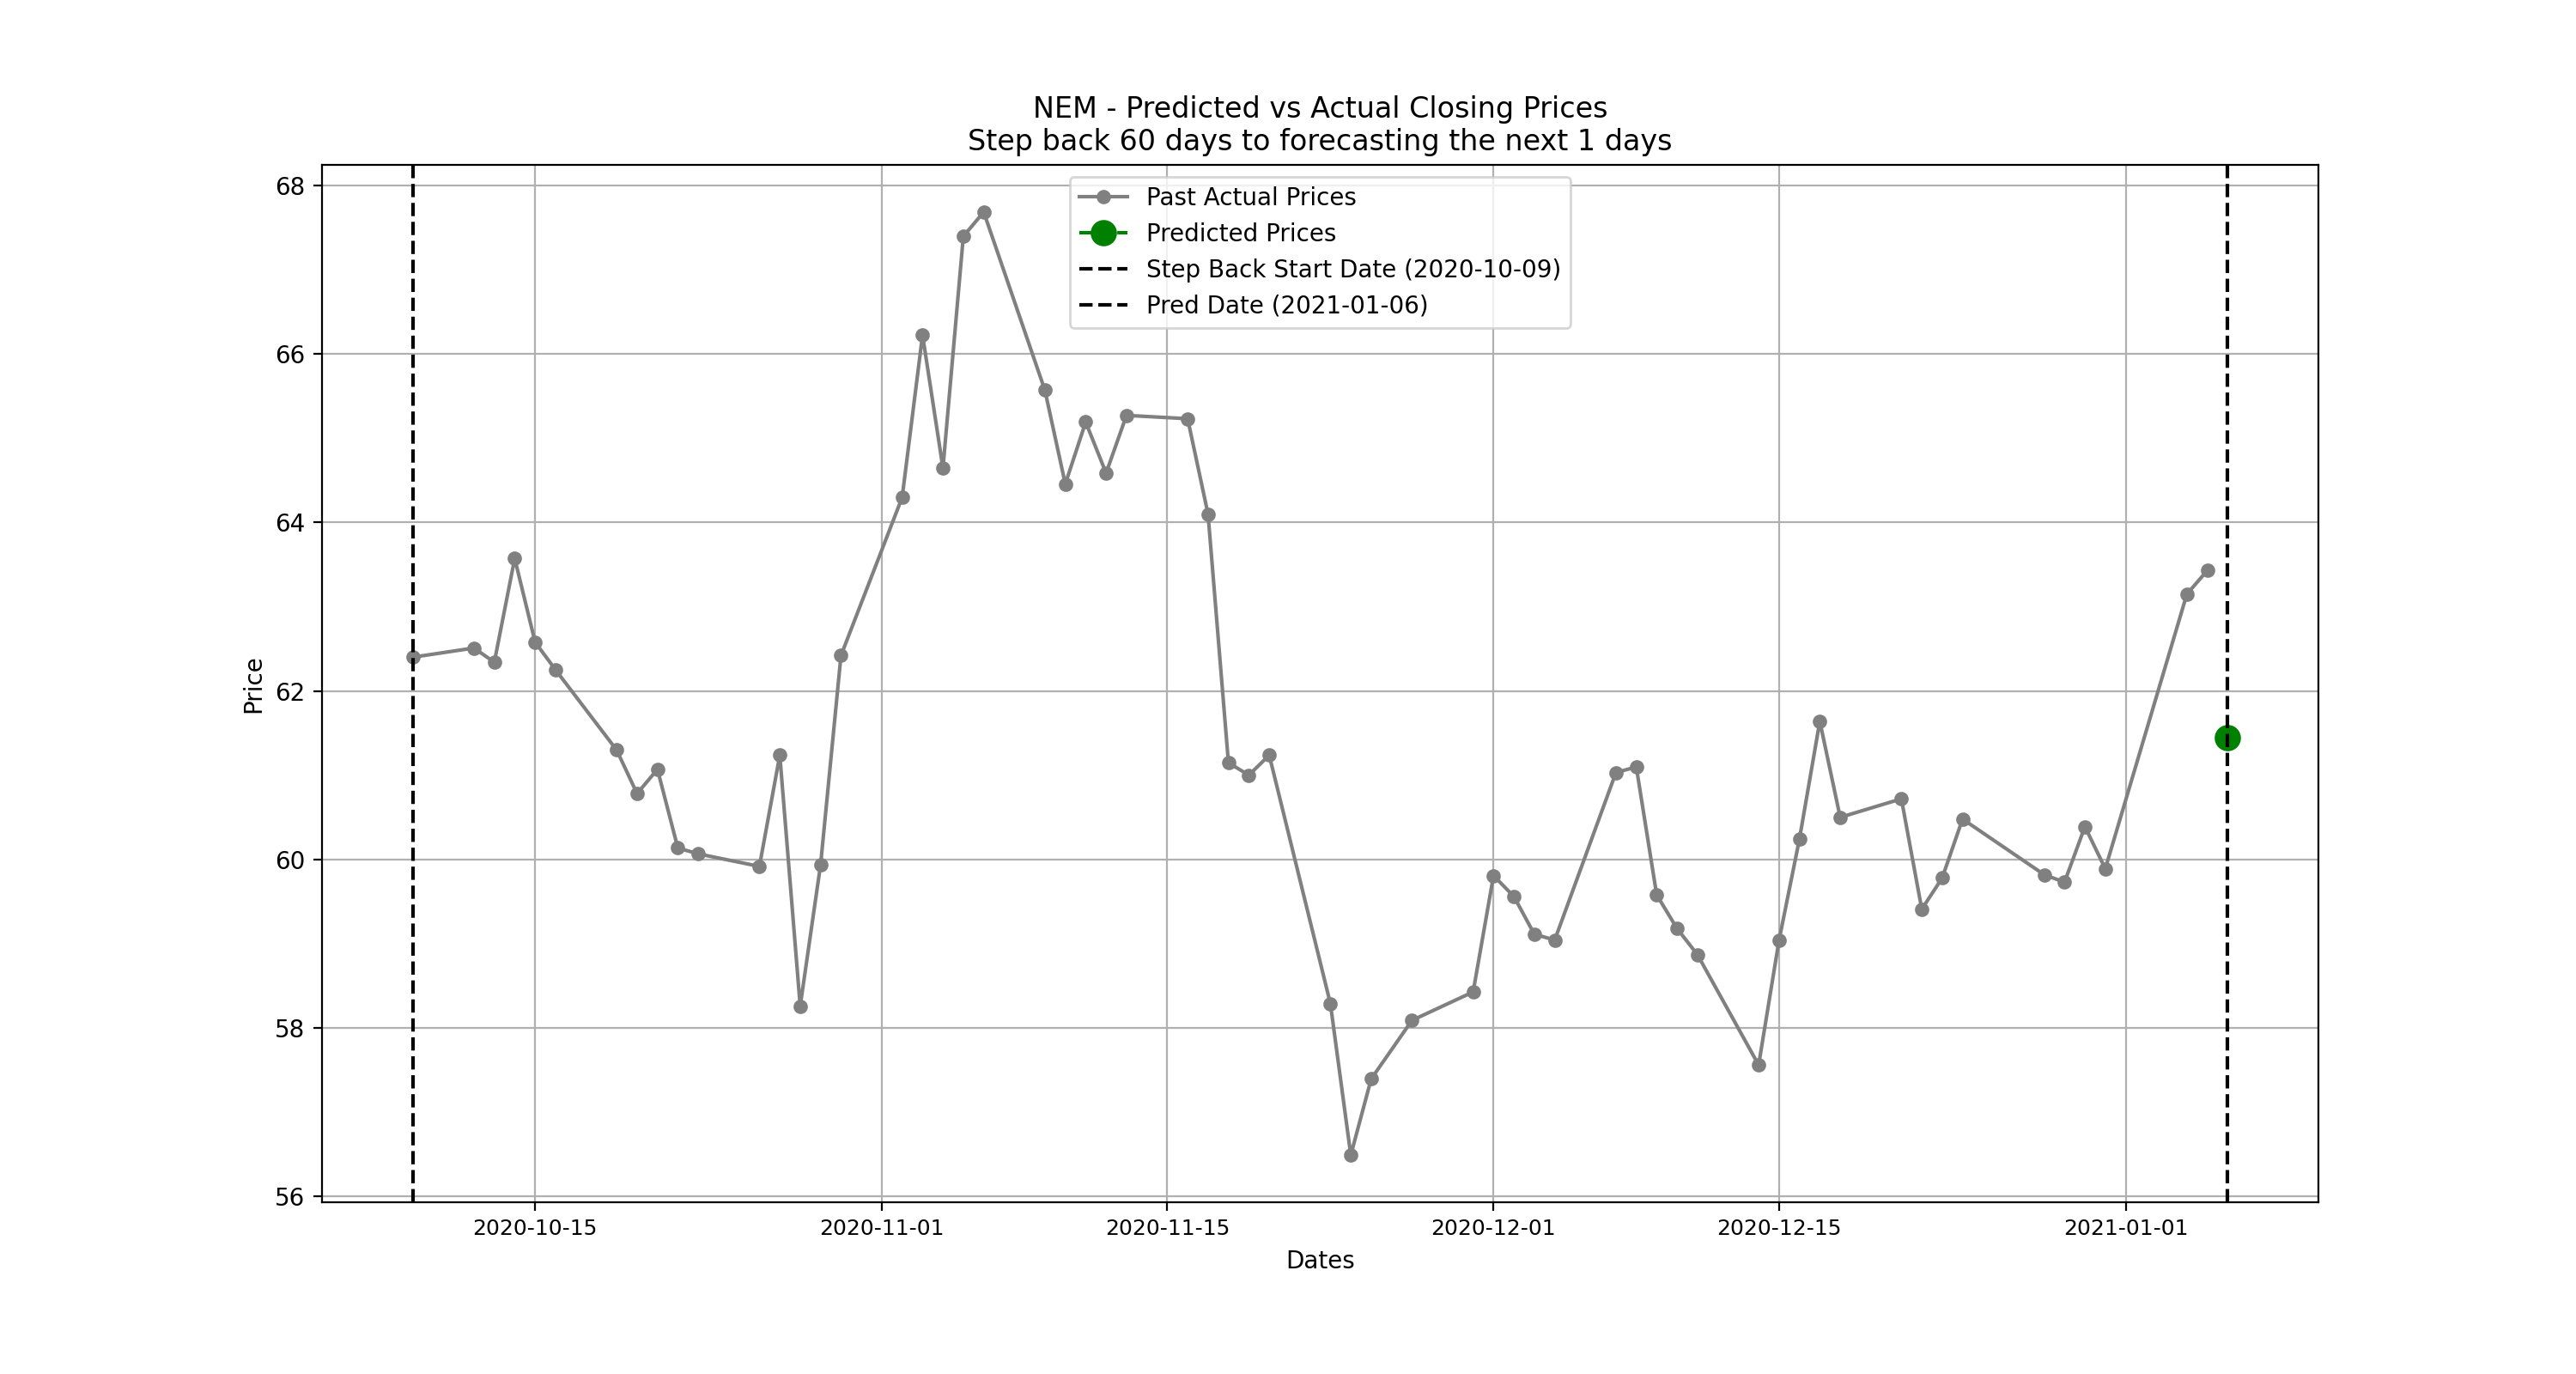 NEM - Predicted vs Actual Closing Prices
Step back 60 days to forecasting the next 1 days
Past Actual Prices
Predicted Prices
Step Back Start Date (2020-10-09)
Pred Date (2021-01-06)
Price
68
66
64
62
60
58
56
2020-10-15
2020-11-01
2020-11-15
2020-12-01
2020-12-15
2021-01-01
Dates